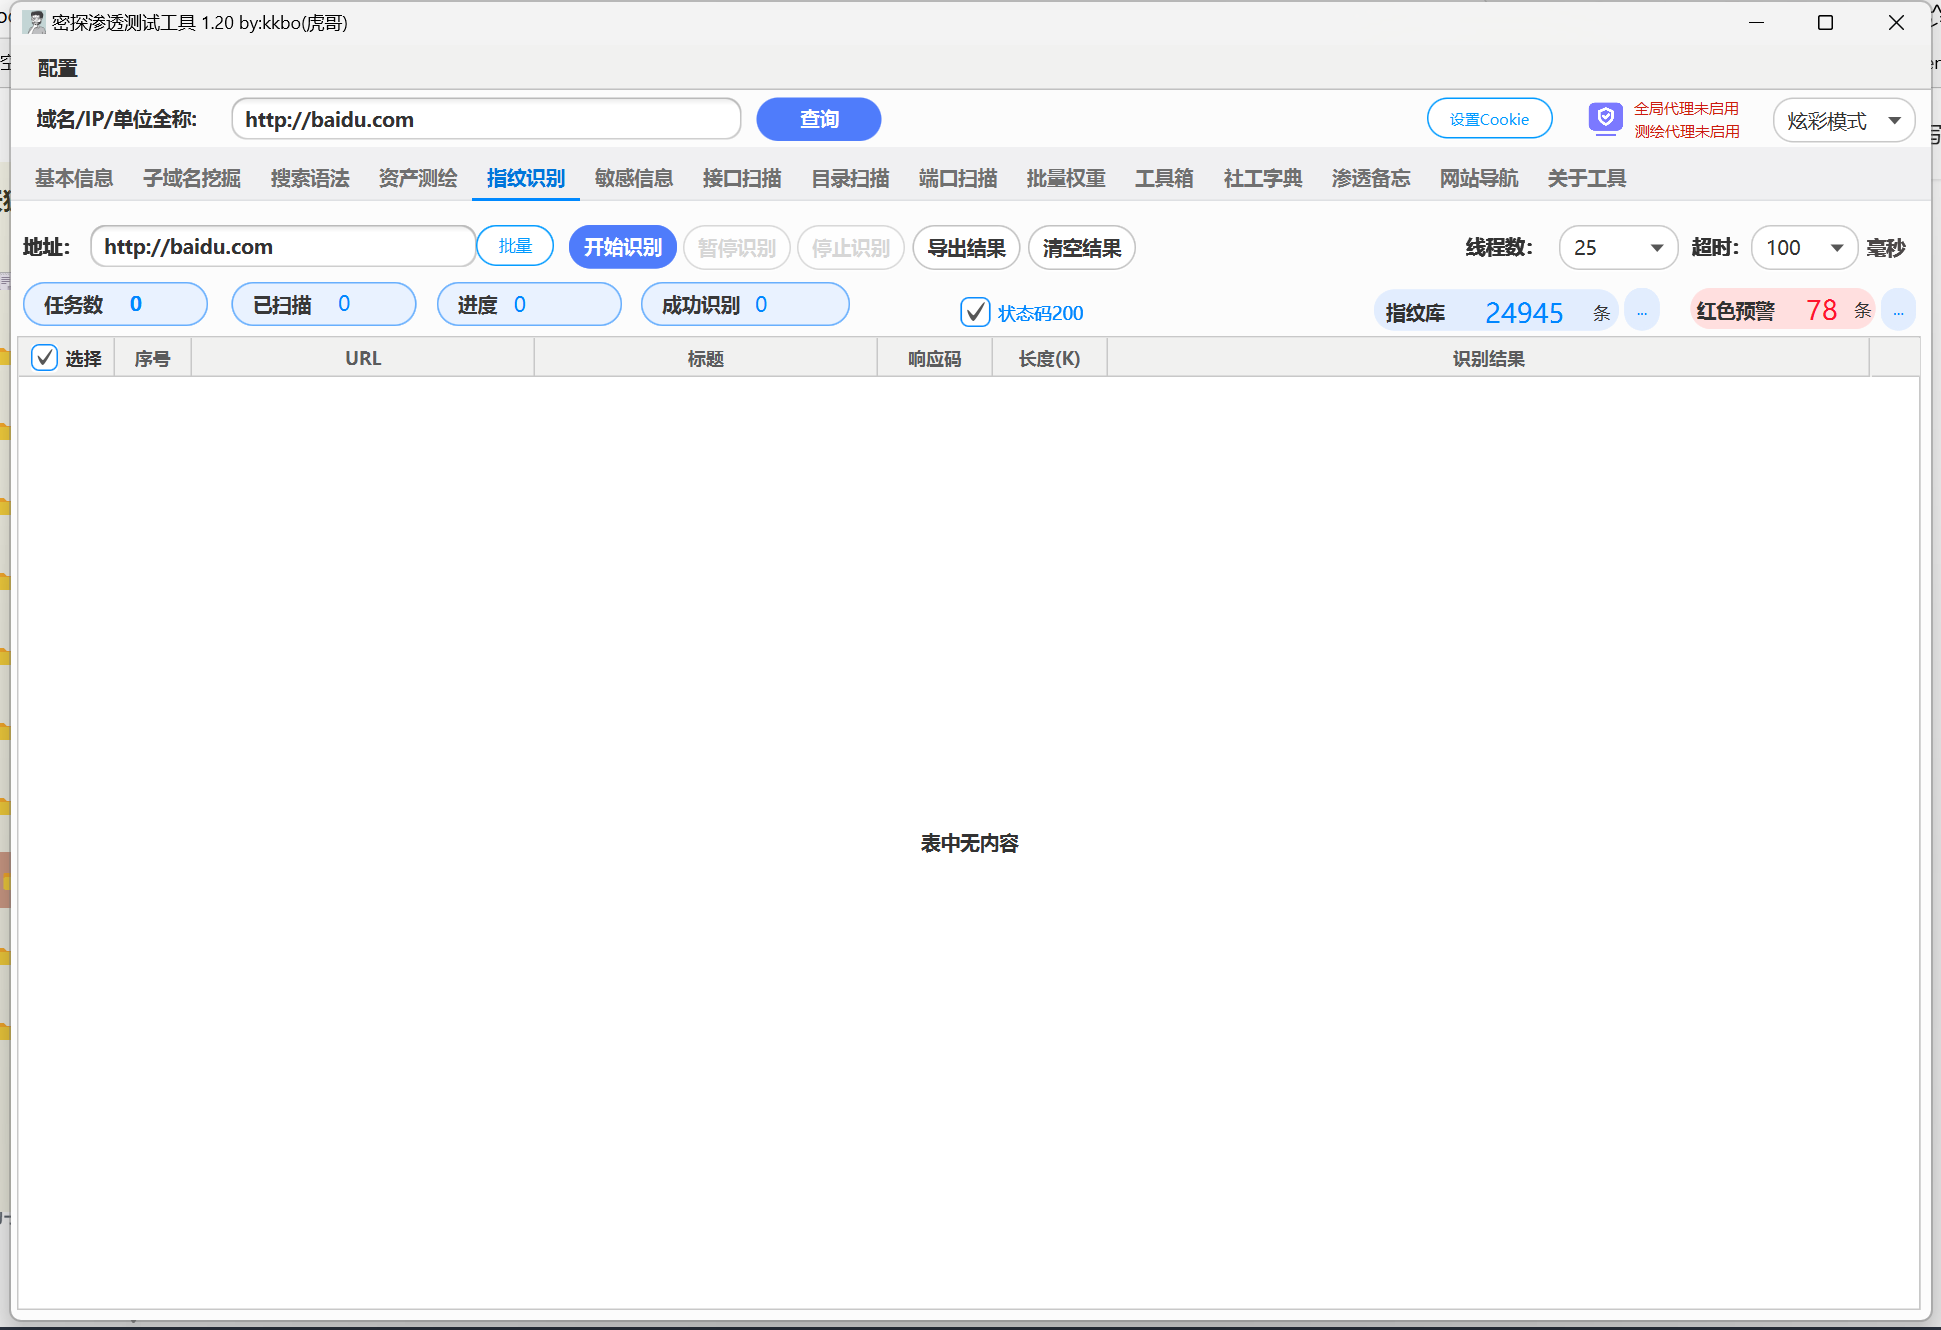 密探渗透测试工具 1.20 by:kkbo(虎哥)
配置
域名/IP/单位全称: http://baidu.com 查询 设置Cookie 全局代理未启用 炫彩模式
测绘代理未启用
基本信息 子域名挖掘 搜索语法 资产测绘 指纹识别 敏感信息 接口扫描 目录扫描 端口扫描 批量权重 工具箱 社工字典 渗透备忘 网站导航 关于工具
地址: http://baidu.com 批量 开始识别 暂停识别 停止识别 导出结果 清空结果 线程数: 25 超时: 100 毫秒
任务数 0 已扫描 0 进度 0 成功识别 0 状态码200 指纹库 24945 条 ... 红色预警 78 条 ...
选择 序号 URL 标题 响应码 长度(K) 识别结果
表中无内容